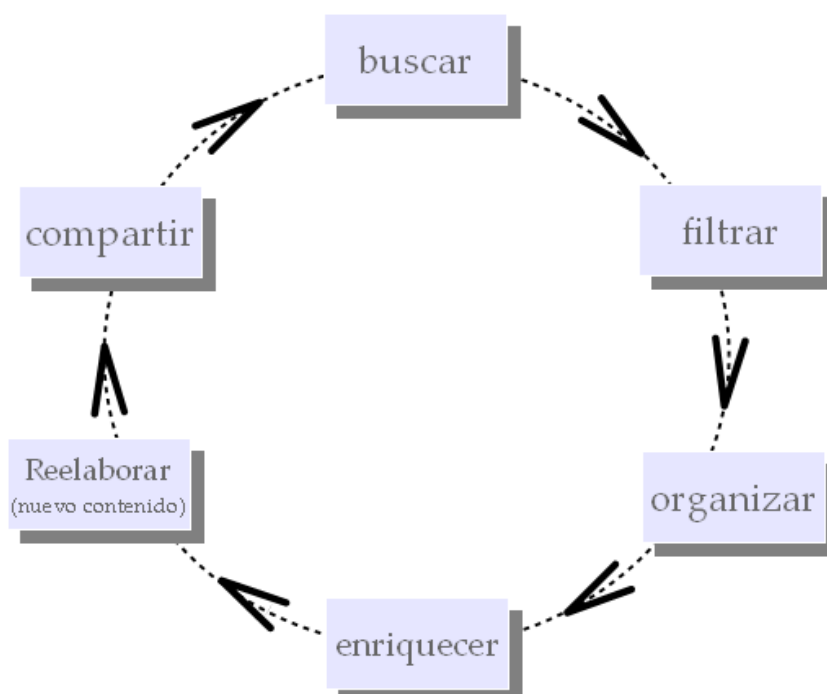 buscar
filtrar
organizar
enriquecer
Reelaborar
(nuevo contenido)
compartir